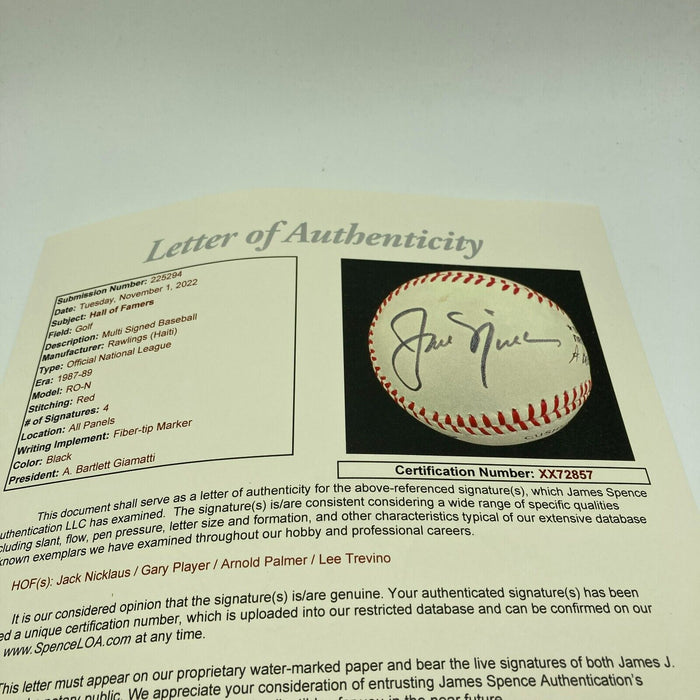 Letter of Authenticity
Submission Number: 225294
Date: Tuesday, November 1, 2022
Subject: Hall of Famers
Field: Golf
Description: Multi Signed Baseball
Manufacturer: Rawlings (Haiti)
Type: Official National League
Era: 1987-89
Model: RO-N
Stitching: Red
# of Signatures: 4
Location: All Panels
Writing Implement: Fiber-tip Marker
Color: Black
President: A. Bartlett Giamatti
Certification Number: XX72857
This document shall serve as a letter of authenticity for the above-referenced signature(s), which James Spence
uthentication LLC has examined. The signature(s) is/are consistent considering a wide range of specific qualities
cluding slant, flow, pen pressure, letter size and formation, and other characteristics typical of our extensive database
known exemplars we have examined throughout our hobby and professional careers.
HOF(s): Jack Nicklaus / Gary Player / Arnold Palmer / Lee Trevino
It is our considered opinion that the signature(s) is/are genuine. Your authenticated signature(s) has been
ed a unique certification number, which is uploaded into our restricted database and can be confirmed on our
www.SpenceLOA.com at any time.
This letter must appear on our proprietary water-marked paper and bear the live signatures of both James J.
notary public. We appreciate your consideration of entrusting James Spence Authentication's
for you in the near future.